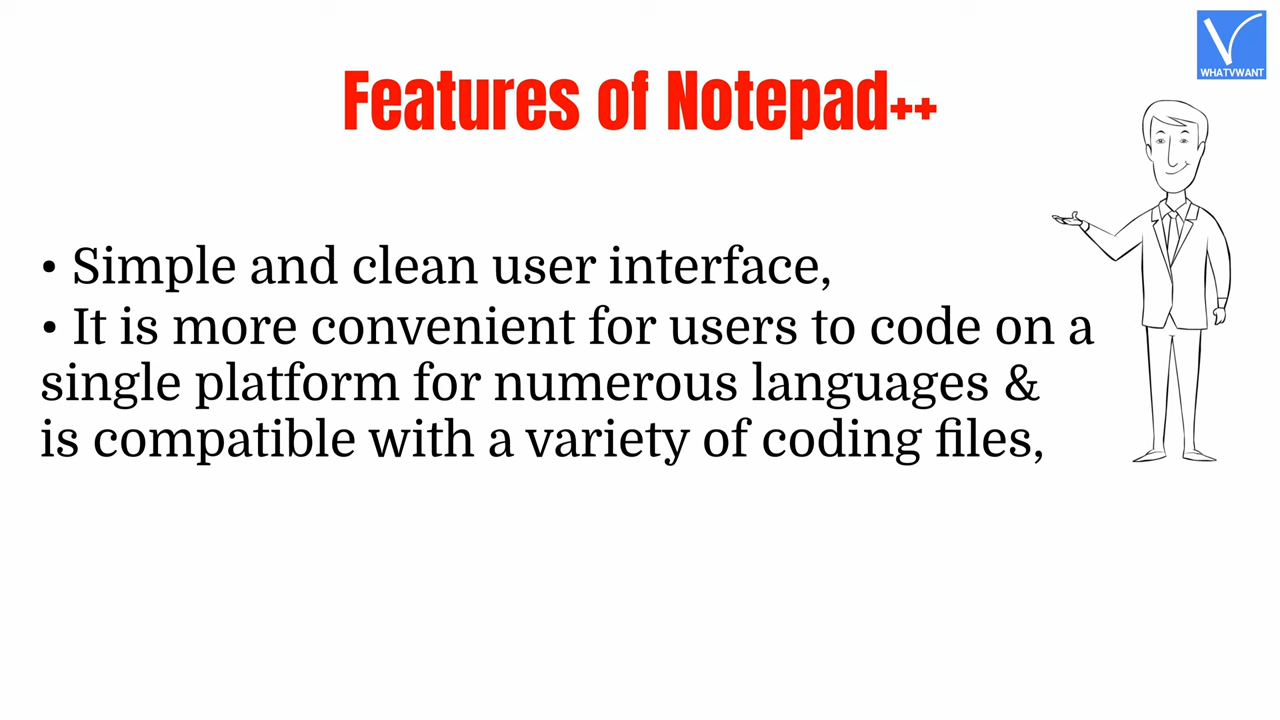 WHATVWANT
Features of Notepad++
• Simple and clean user interface,
• It is more convenient for users to code on a
single platform for numerous languages &
is compatible with a variety of coding files,